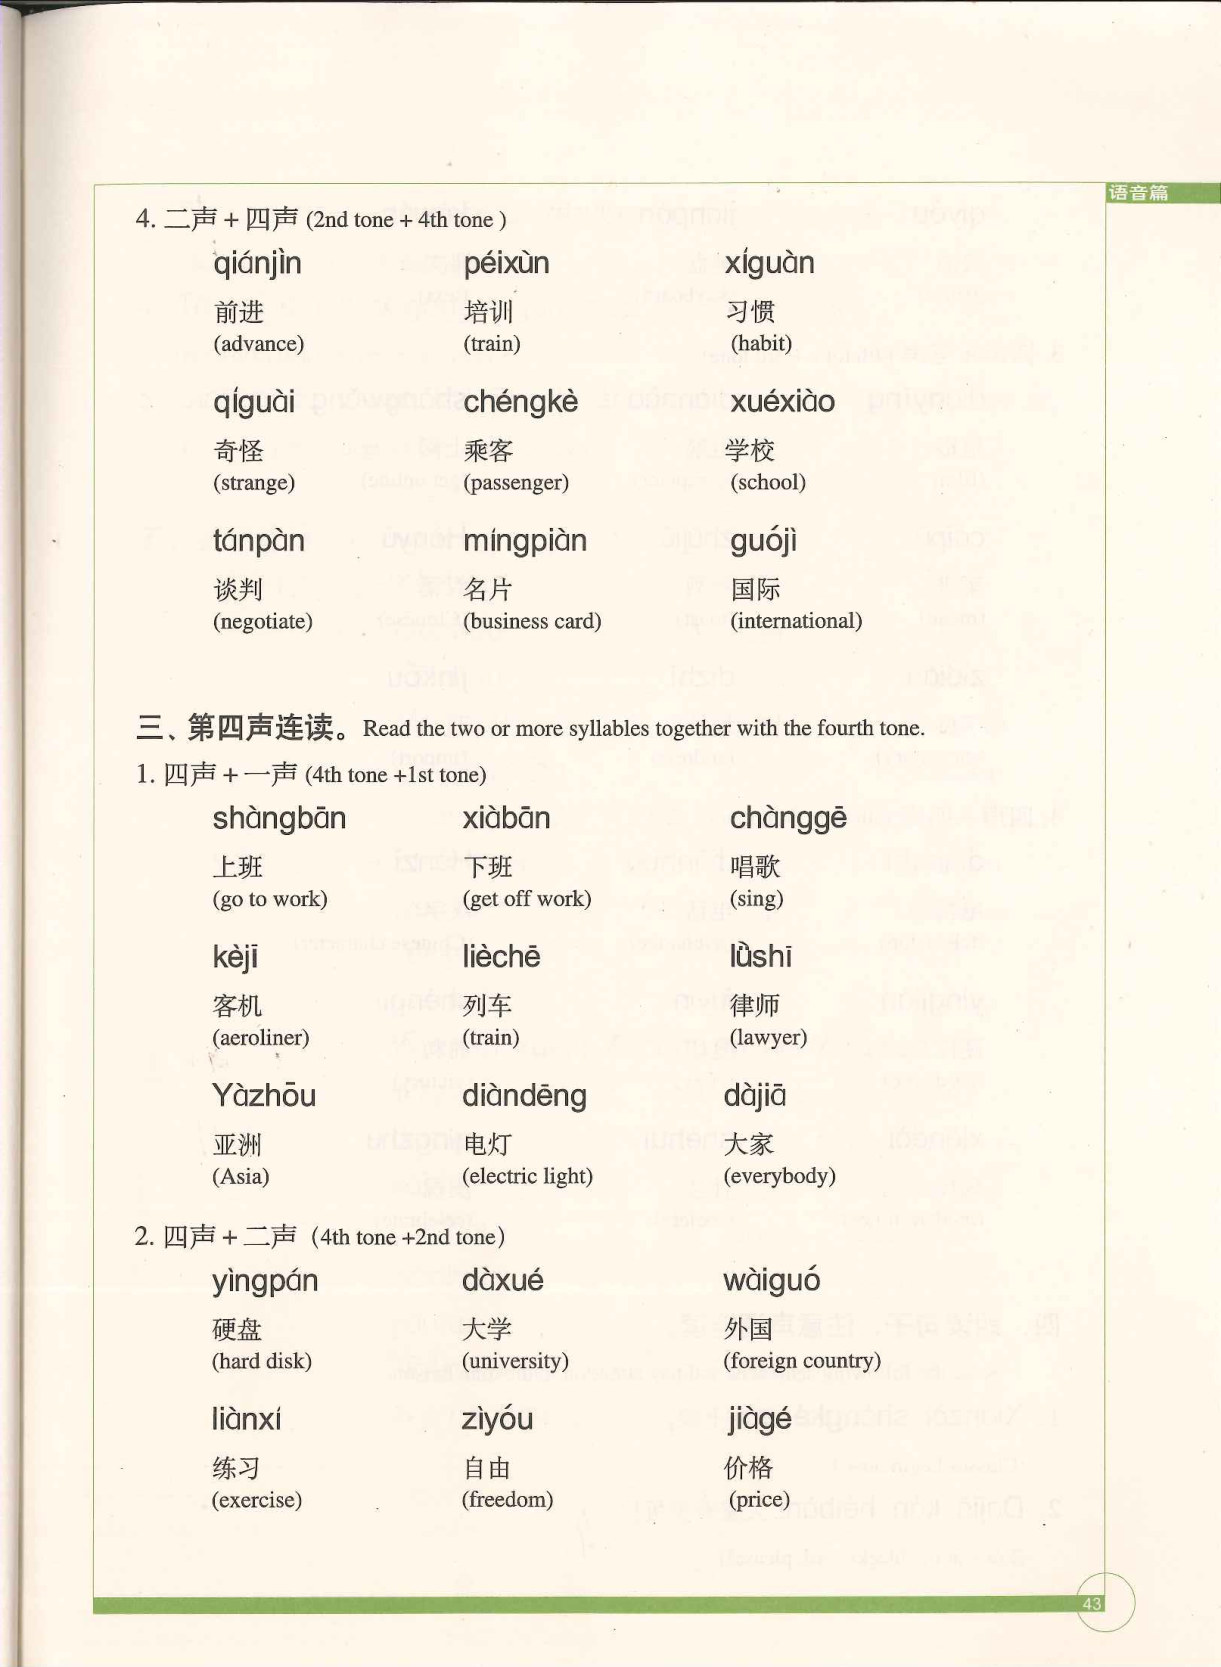 语音篇
4. 二声 + 四声 (2nd tone + 4th tone )
qiánjìn péixùn xíguàn
前进 培训 习惯
(advance) (train) (habit)
qíguài chéngkè xuéxiào
奇怪 乘客 学校
(strange) (passenger) (school)
tánpàn míngpiàn guójì
谈判 名片 国际
(negotiate) (business card) (international)
三、第四声连读。 Read the two or more syllables together with the fourth tone.
1. 四声 + 一声 (4th tone +1st tone)
shàngbān xiàbān chànggē
上班 下班 唱歌
(go to work) (get off work) (sing)
kèjī lièchē lǜshī
客机 列车 律师
(aeroliner) (train) (lawyer)
Yàzhōu diàndēng dàjiā
亚洲 电灯 大家
(Asia) (electric light) (everybody)
2. 四声 + 二声 (4th tone +2nd tone)
yìngpán dàxué wàiguó
硬盘 大学 外国
(hard disk) (university) (foreign country)
liànxí zìyóu jiàgé
练习 自由 价格
(exercise) (freedom) (price)
43